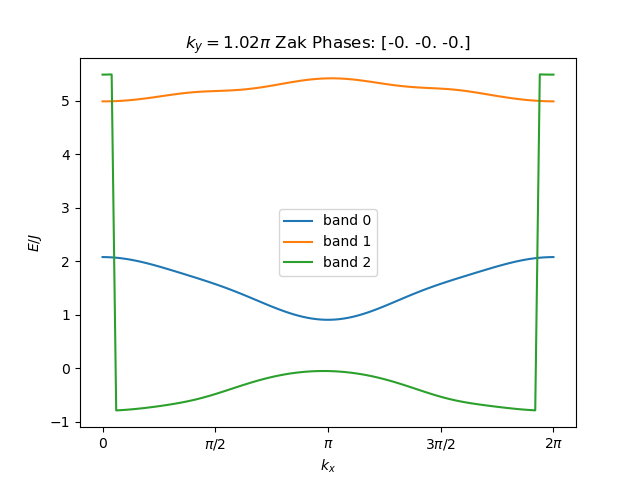 $k_y = 1.02\pi$ Zak Phases: [-0. -0. -0.]
5
4
3
2
1
0
−1
E/J
band 0
band 1
band 2
0
π/2
π
3π/2
2π
$k_x$